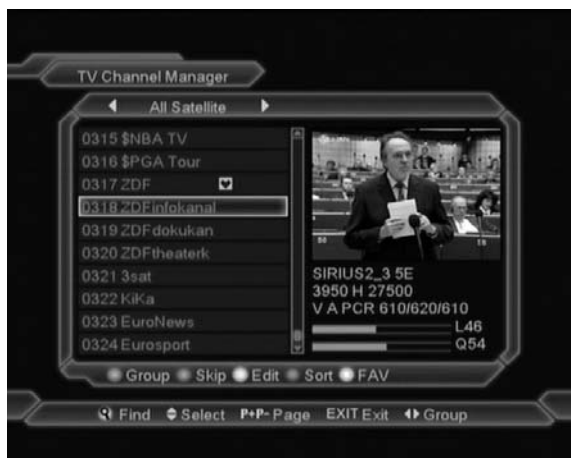 TV Channel Manager
All Satellite
0315 $NBA TV
0316 $PGA Tour
0317 ZDF
0318 ZDFinfokanal
0319 ZDFdokukan
0320 ZDFtheaterk
0321 3sat
0322 KiKa
0323 EuroNews
0324 Eurosport
SIRIUS2_3 5E
3950 H 27500
V A PCR 610/620/610
L46
Q54
Group Skip Edit Sort FAV
Find Select P+P- Page EXIT Exit Group